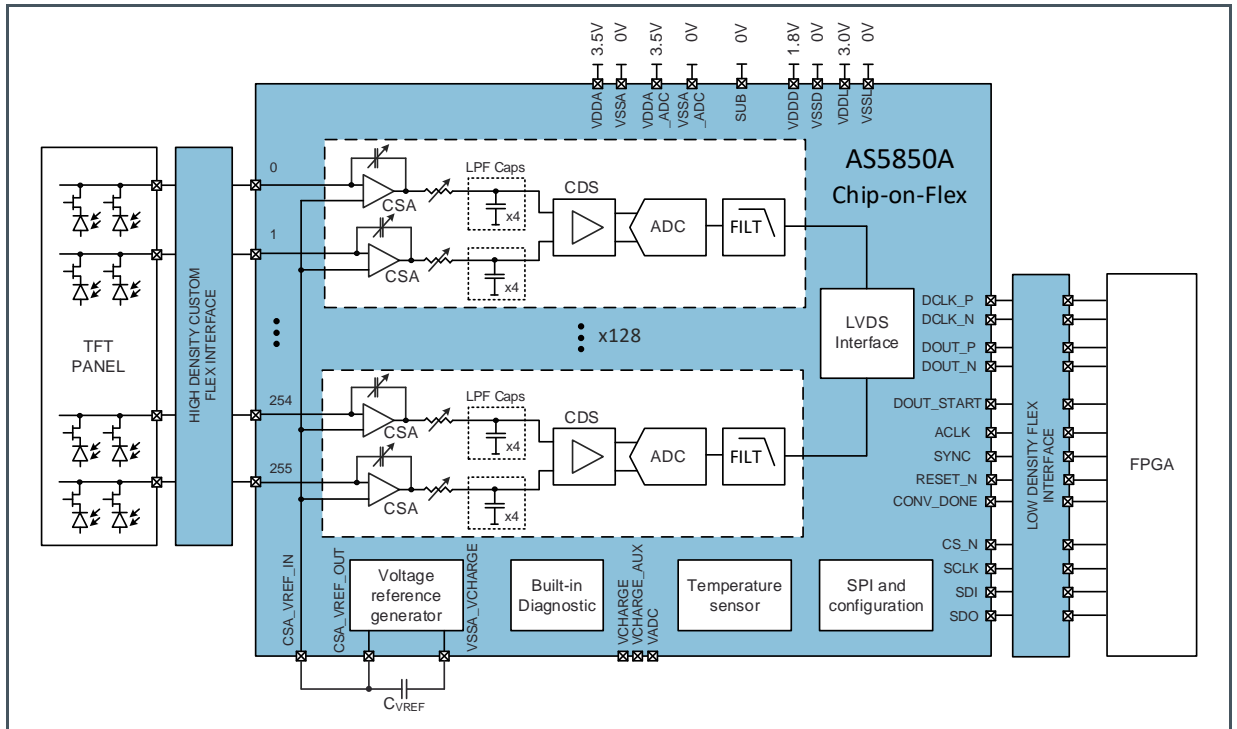 3.5V
0V
3.5V
0V
0V
1.8V
0V
3.0V
0V
VDDA
VSSA
VDDA
_ADC
VSSA
_ADC
SUB
VDDD
VSSD
VDDL
VSSL
AS5850A
Chip-on-Flex
TFT
PANEL
HIGH DENSITY CUSTOM
FLEX INTERFACE
0
1
254
255
CSA
LPF Caps
x4
CDS
ADC
FILT
CSA
x4
x128
CSA
LPF Caps
x4
CDS
ADC
FILT
CSA
x4
LVDS
Interface
DCLK_P
DCLK_N
DOUT_P
DOUT_N
DOUT_START
ACLK
SYNC
RESET_N
CONV_DONE
CS_N
SCLK
SDI
SDO
LOW DENSITY FLEX
INTERFACE
FPGA
CSA_VREF_IN
CSA_VREF_OUT
Voltage
reference
generator
VSSA_VCHARGE
Built-in
Diagnostic
VCHARGE
VCHARGE_AUX
VADC
Temperature
sensor
SPI and
configuration
CVREF